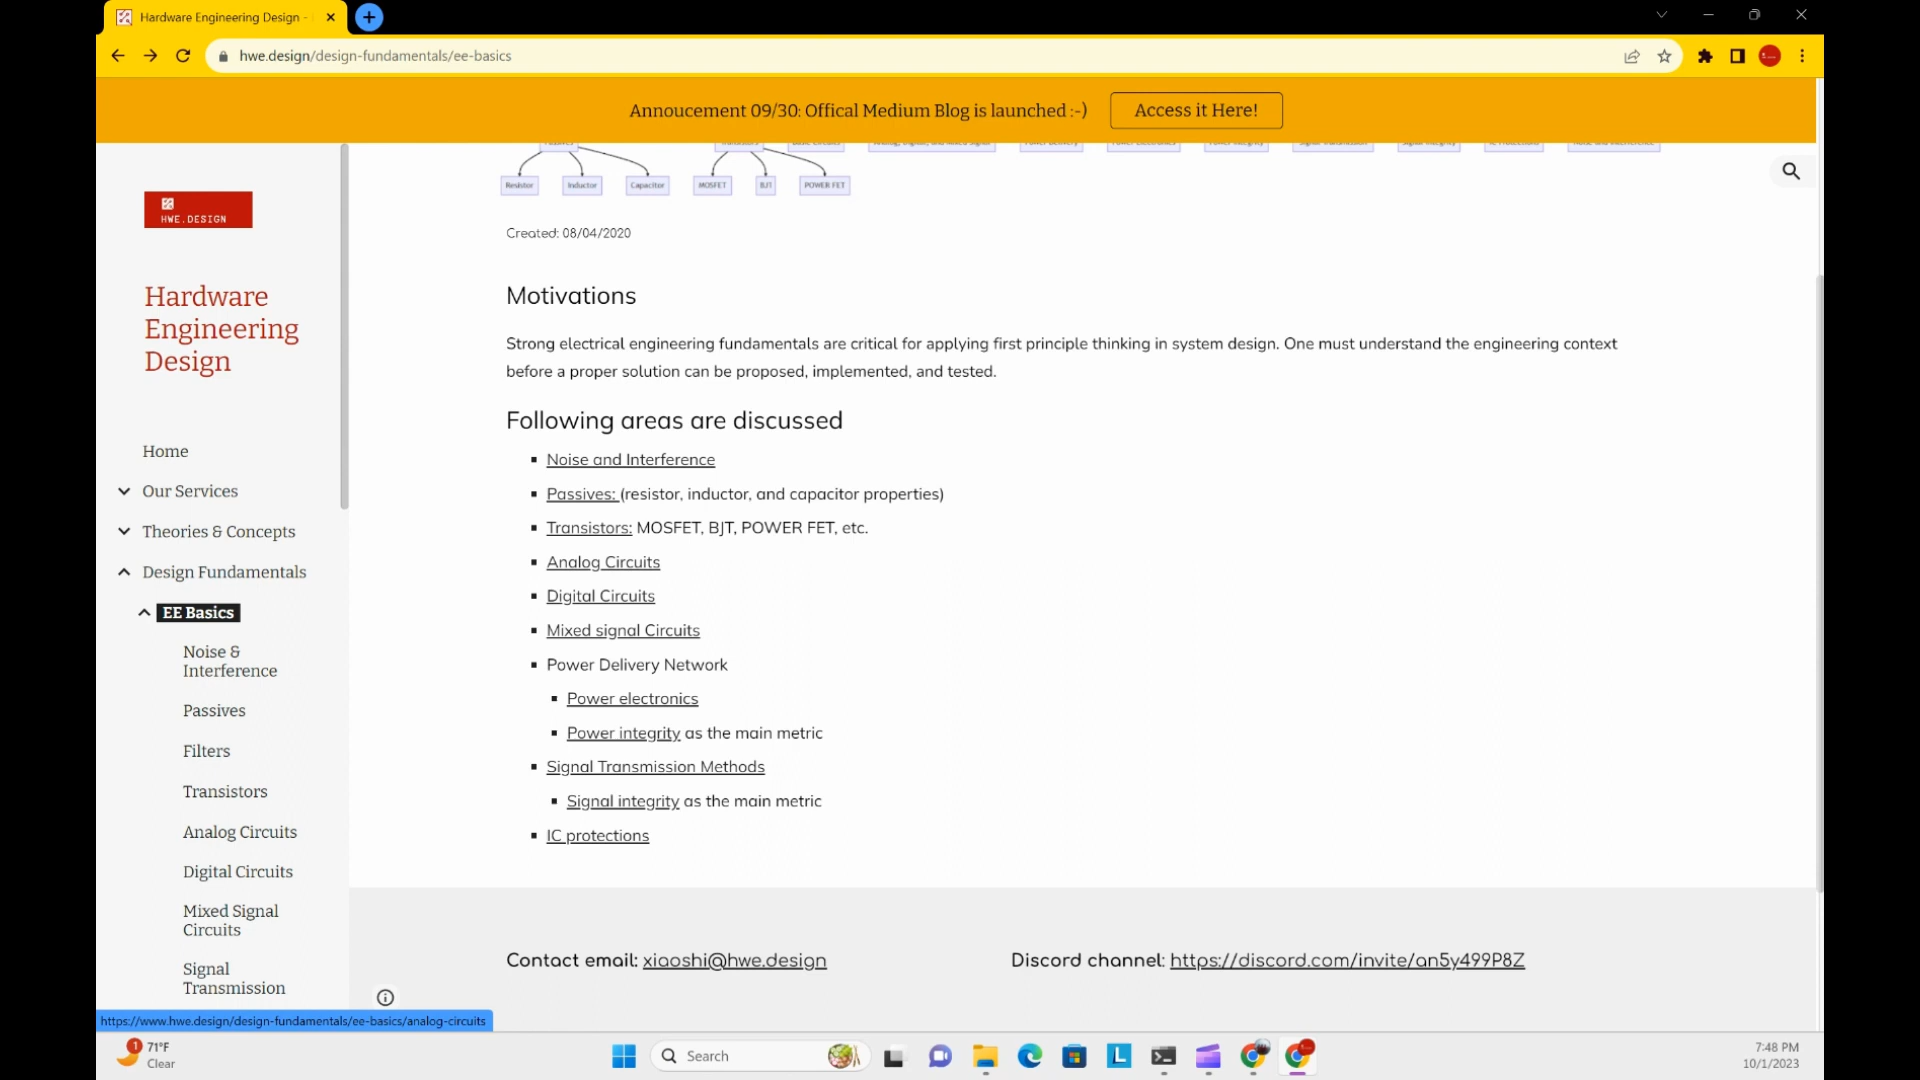 Hardware Engineering Design -
hwe.design/design-fundamentals/ee-basics
Annoucement 09/30: Offical Medium Blog is launched :-)
Access it Here!
HWE.DESIGN
Hardware
Engineering
Design
Home
Our Services
Theories & Concepts
Design Fundamentals
EE Basics
Noise &
Interference
Passives
Filters
Transistors
Analog Circuits
Digital Circuits
Mixed Signal
Circuits
Signal
Transmission
Resistor
Inductor
Capacitor
MOSFET
BJT
POWER FET
Created: 08/04/2020
Motivations
Strong electrical engineering fundamentals are critical for applying first principle thinking in system design. One must understand the engineering context
before a proper solution can be proposed, implemented, and tested.
Following areas are discussed
Noise and Interference
Passives: (resistor, inductor, and capacitor properties)
Transistors: MOSFET, BJT, POWER FET, etc.
Analog Circuits
Digital Circuits
Mixed signal Circuits
Power Delivery Network
Power electronics
Power integrity as the main metric
Signal Transmission Methods
Signal integrity as the main metric
IC protections
Contact email: xiaoshi@hwe.design
Discord channel: https://discord.com/invite/an5y499P8Z
https://www.hwe.design/design-fundamentals/ee-basics/analog-circuits
1
71°F
Clear
Search
L
7:48 PM
10/1/2023